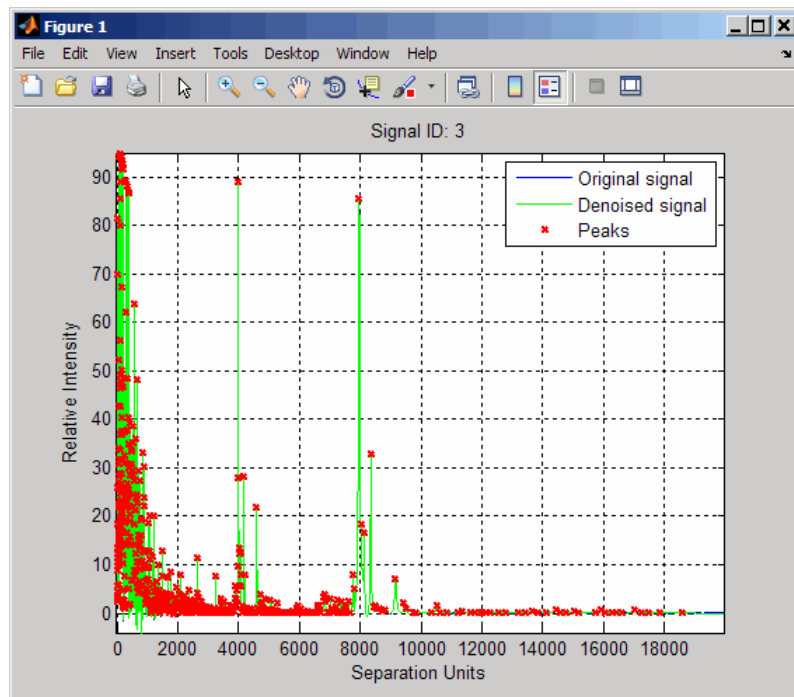 Figure 1
File Edit View Insert Tools Desktop Window Help
Signal ID: 3
Original signal
Denoised signal
Peaks
90
80
70
60
50
40
30
20
10
0
Relative Intensity
0 2000 4000 6000 8000 10000 12000 14000 16000 18000
Separation Units